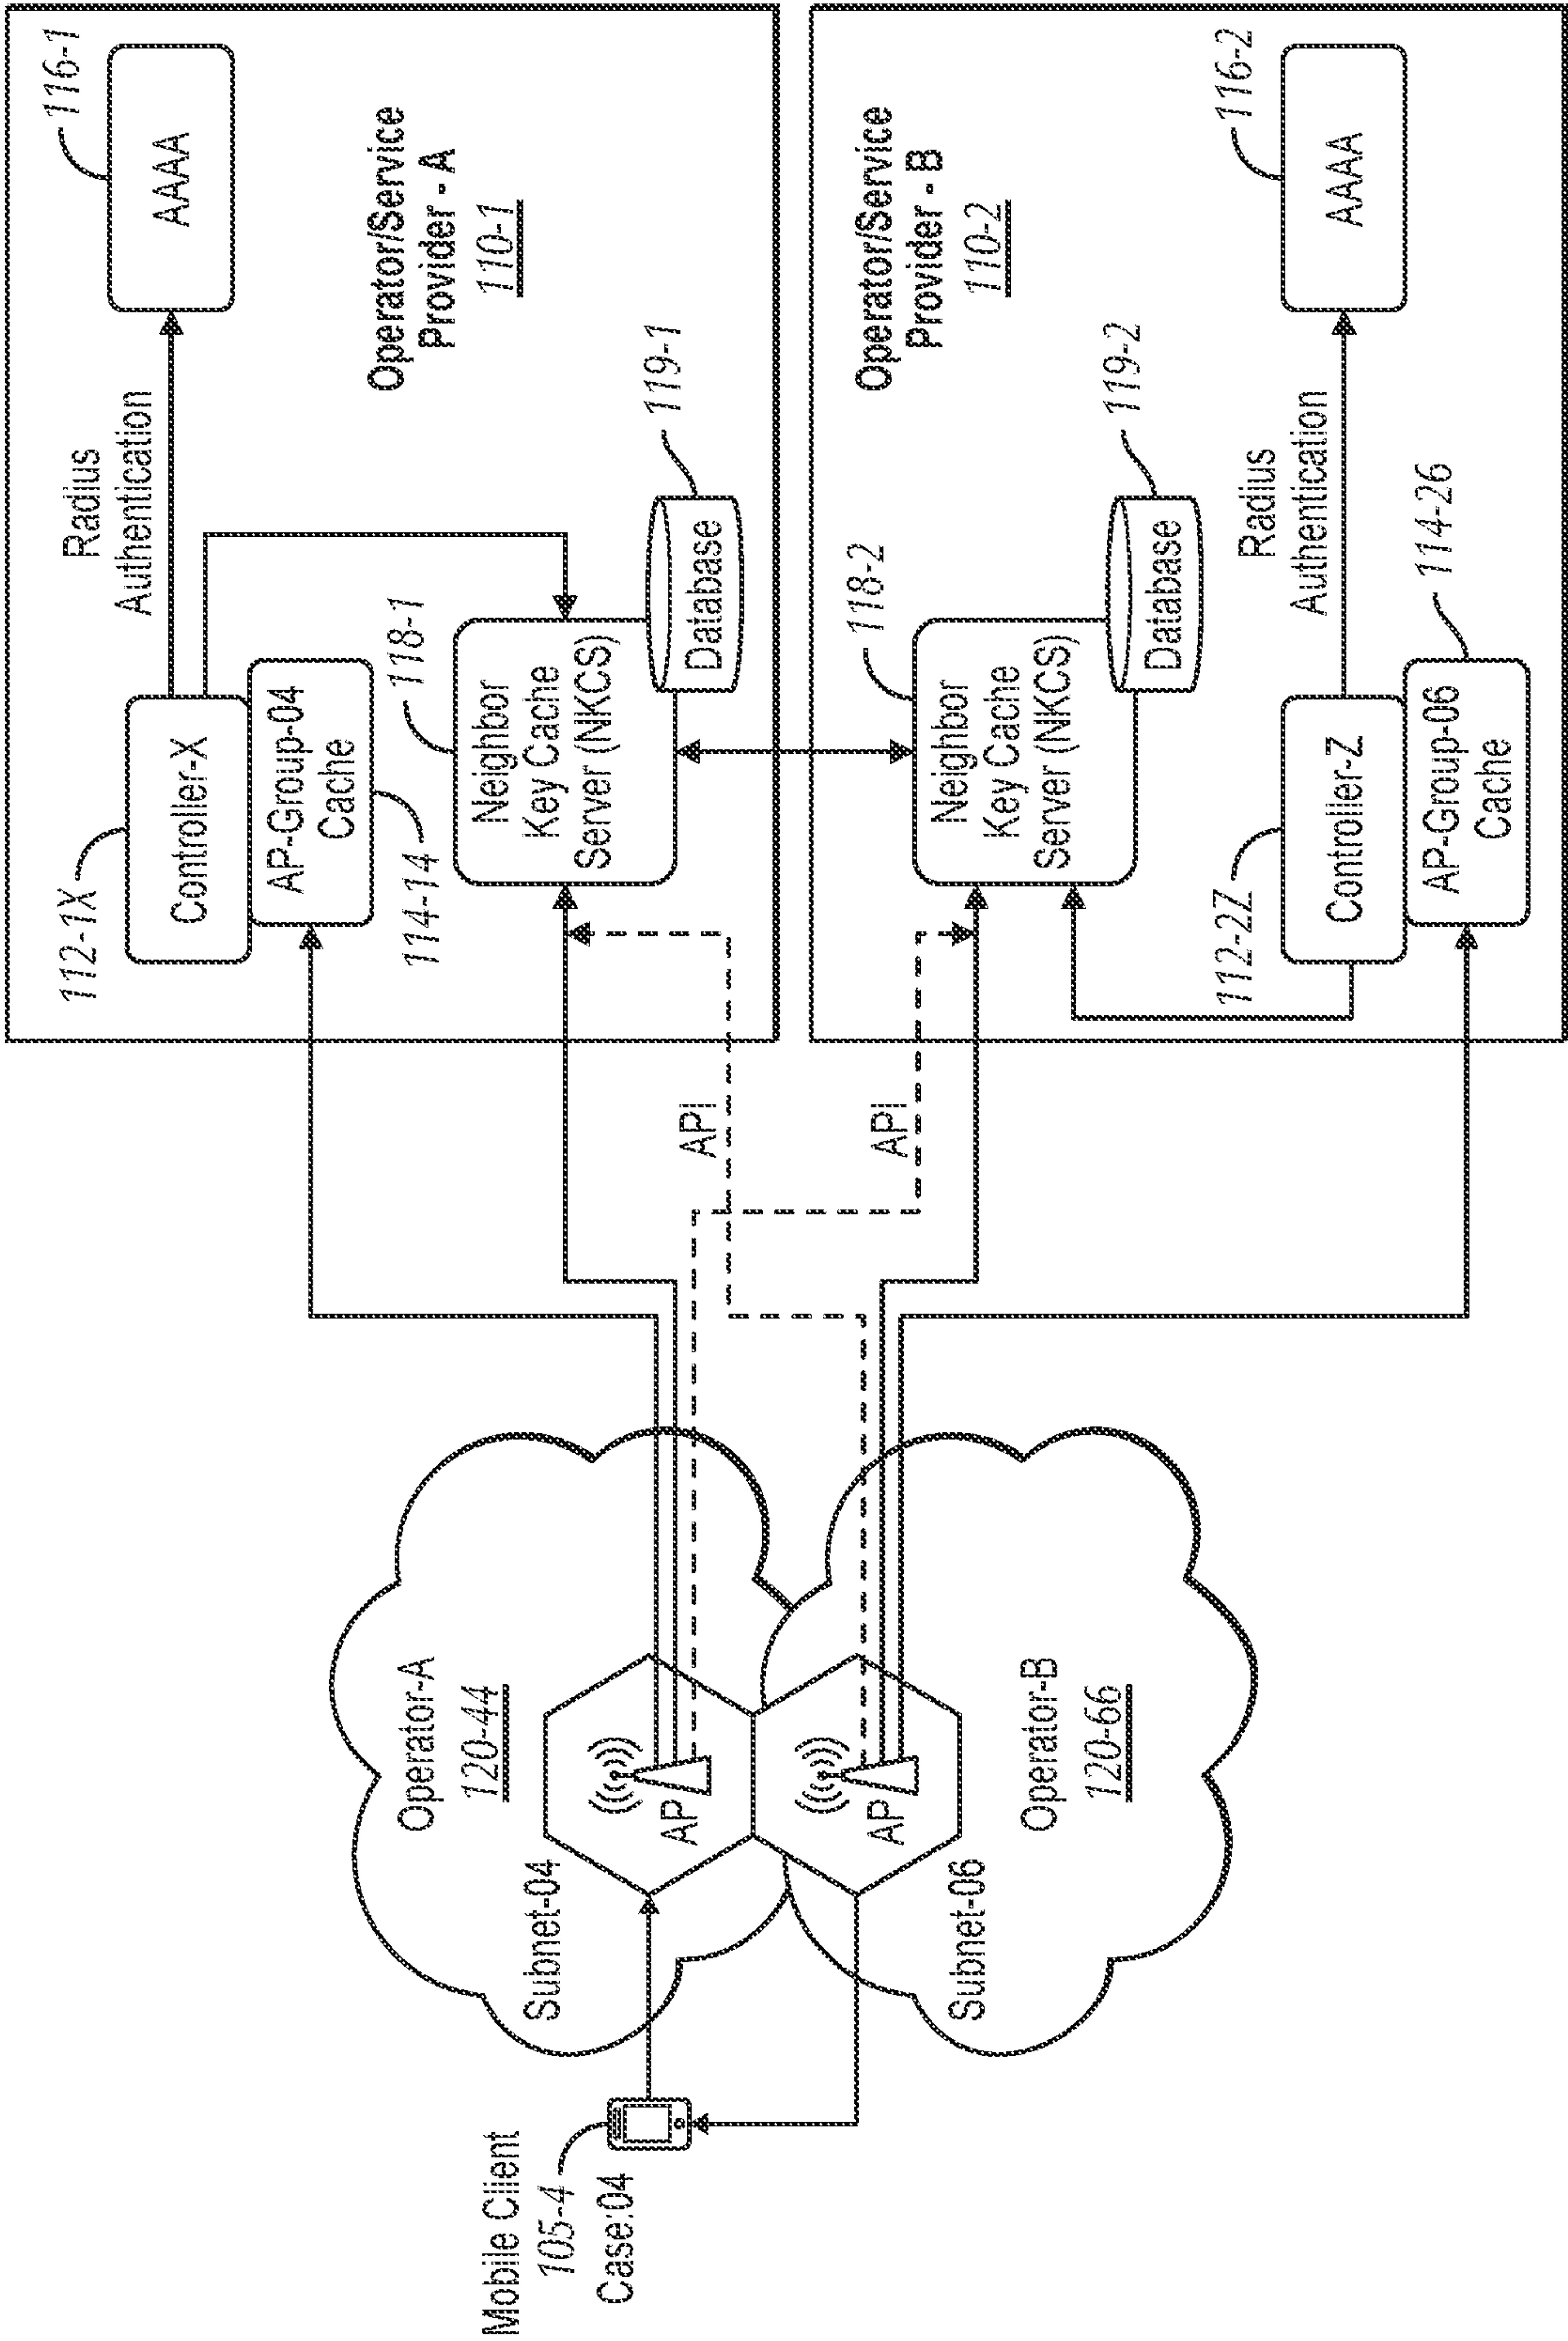 Mobile Client
105-4
Case:04
Operator-A
120-44
Subnet-04
AP
AP
Subnet-06
Operator-B
120-66
API
API
112-1X
Controller-X
AP-Group-04
Cache
114-14
Radius
Authentication
116-1
AAAA
118-1
Neighbor
Key Cache
Server (NKCS)
Database
119-1
Operator/Service
Provider - A
110-1
118-2
Neighbor
Key Cache
Server (NKCS)
Database
119-2
Operator/Service
Provider - B
110-2
112-2Z
Controller-Z
AP-Group-06
Cache
114-26
Radius
Authentication
116-2
AAAA